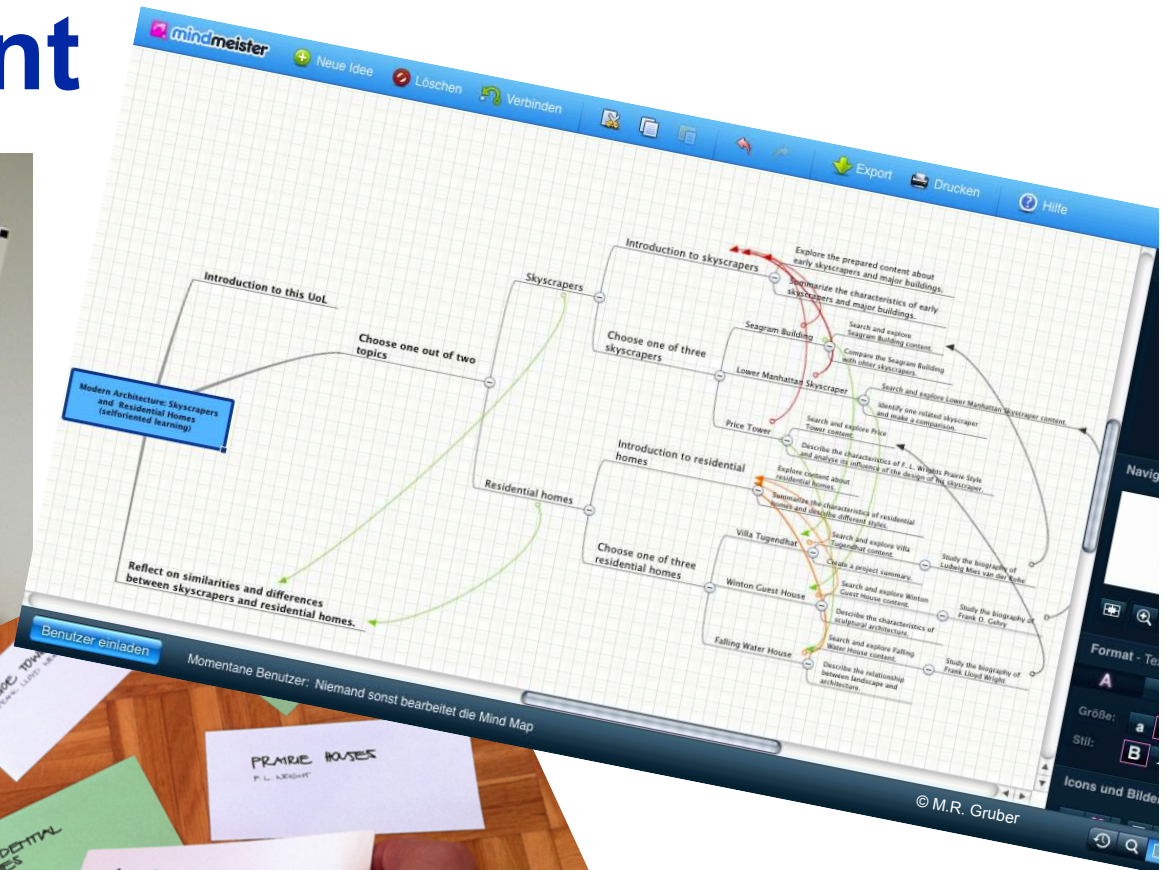 nt
mindmeister
Neue Idee
Löschen
Verbinden
Export
Drucken
Hilfe
Modern Architecture: Skyscrapers
and Residential Homes
(selforiented learning)
Introduction to this UoL
Choose one out of two
topics
Reflect on similarities and differences
between skyscrapers and residential homes.
Skyscrapers
Introduction to skyscrapers
Explore the prepared content about
early skyscrapers and major buildings.
Summarize the characteristics of early
skyscrapers and major buildings.
Choose one of three
skyscrapers
Seagram Building
Search and explore
Seagram Building content.
Compare the Seagram Building
with other skyscrapers.
Lower Manhattan Skyscraper
Search and explore Lower Manhattan Skyscraper content.
Identify one related skyscraper
and make a comparison.
Price Tower
Search and explore Price
Tower content.
Describe the characteristics of F. L. Wrights Prairie Style
and analyse its influence of the design of his skyscraper.
Residential homes
Introduction to residential
homes
Explore content about
residential homes.
Summarize the characteristics of residential
homes and describe different styles.
Choose one of three
residential homes
Villa Tugendhat
Search and explore Villa
Tugendhat content.
Study the biography of
Ludwig Mies van der Rohe
Create a project summary.
Winton Guest House
Search and explore Winton
Guest House content.
Study the biography of
Frank O. Gehry
Describe the characteristics of
sculptural architecture.
Falling Water House
Search and explore Falling
Water House content.
Study the biography of
Frank Lloyd Wright
Describe the relationship
between landscape and
architecture.
Navig
Format - Te
Größe:
a
Stil:
B
Icons und Bilde
Benutzer einladen
Momentane Benutzer: Niemand sonst bearbeitet die Mind Map
© M.R. Gruber
PRAIRIE HOUSES
F. L. WRIGHT